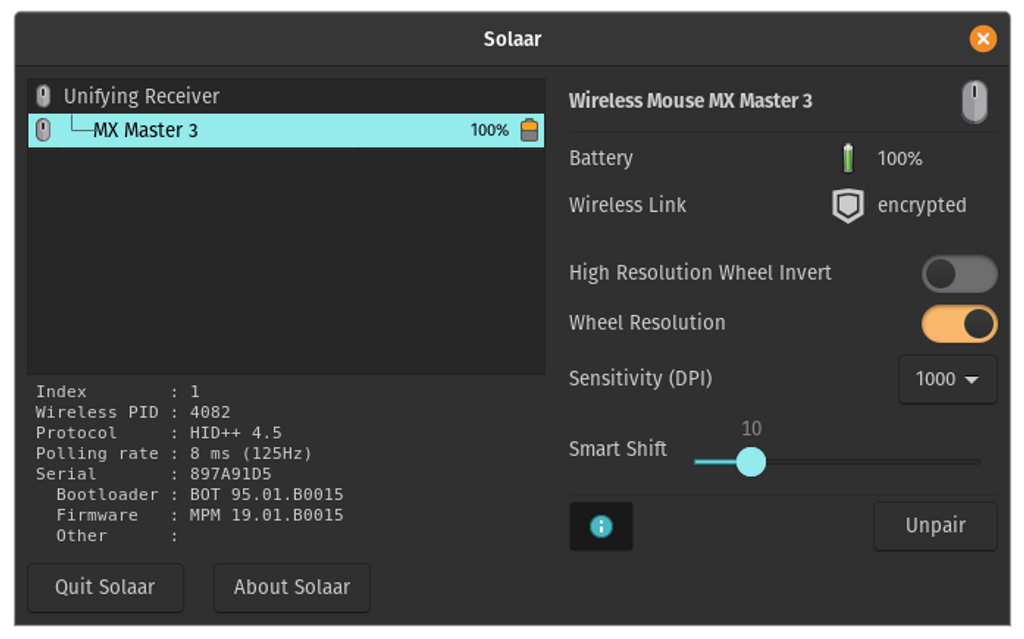 Solaar
Unifying Receiver
MX Master 3 100%
Index : 1
Wireless PID : 4082
Protocol : HID++ 4.5
Polling rate : 8 ms (125Hz)
Serial : 897A91D5
Bootloader : BOT 95.01.B0015
Firmware : MPM 19.01.B0015
Other :
Quit Solaar
About Solaar
Wireless Mouse MX Master 3
Battery 100%
Wireless Link encrypted
High Resolution Wheel Invert
Wheel Resolution
Sensitivity (DPI) 1000
10
Smart Shift
Unpair